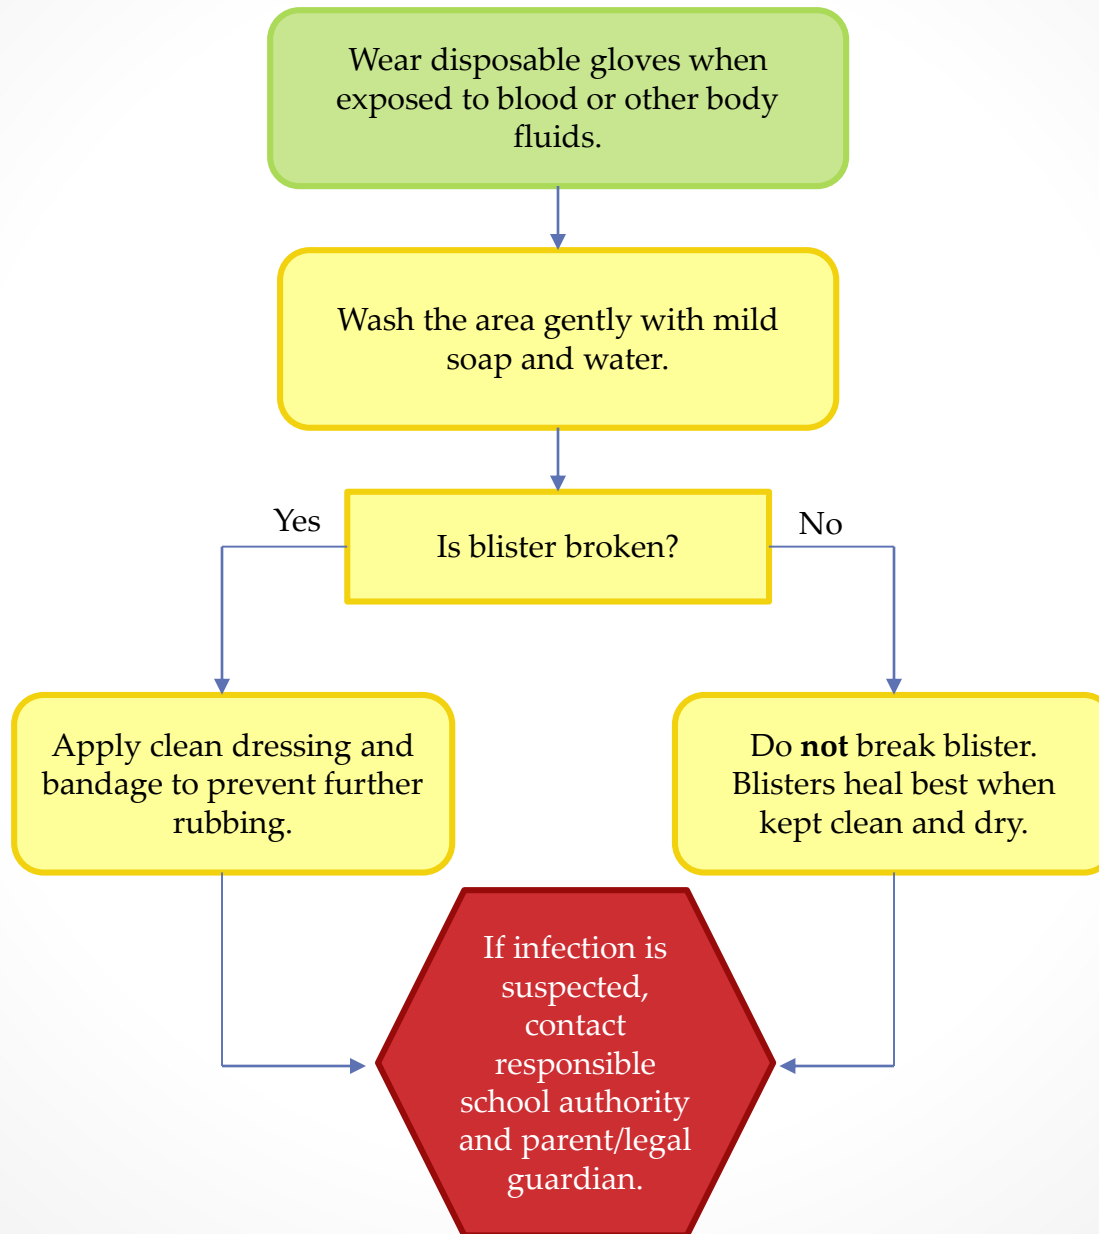 Wear disposable gloves when
exposed to blood or other body
fluids.
Wash the area gently with mild
soap and water.
Yes
Is blister broken?
No
Apply clean dressing and
bandage to prevent further
rubbing.
Do not break blister.
Blisters heal best when
kept clean and dry.
If infection is
suspected,
contact
responsible
school authority
and parent/legal
guardian.